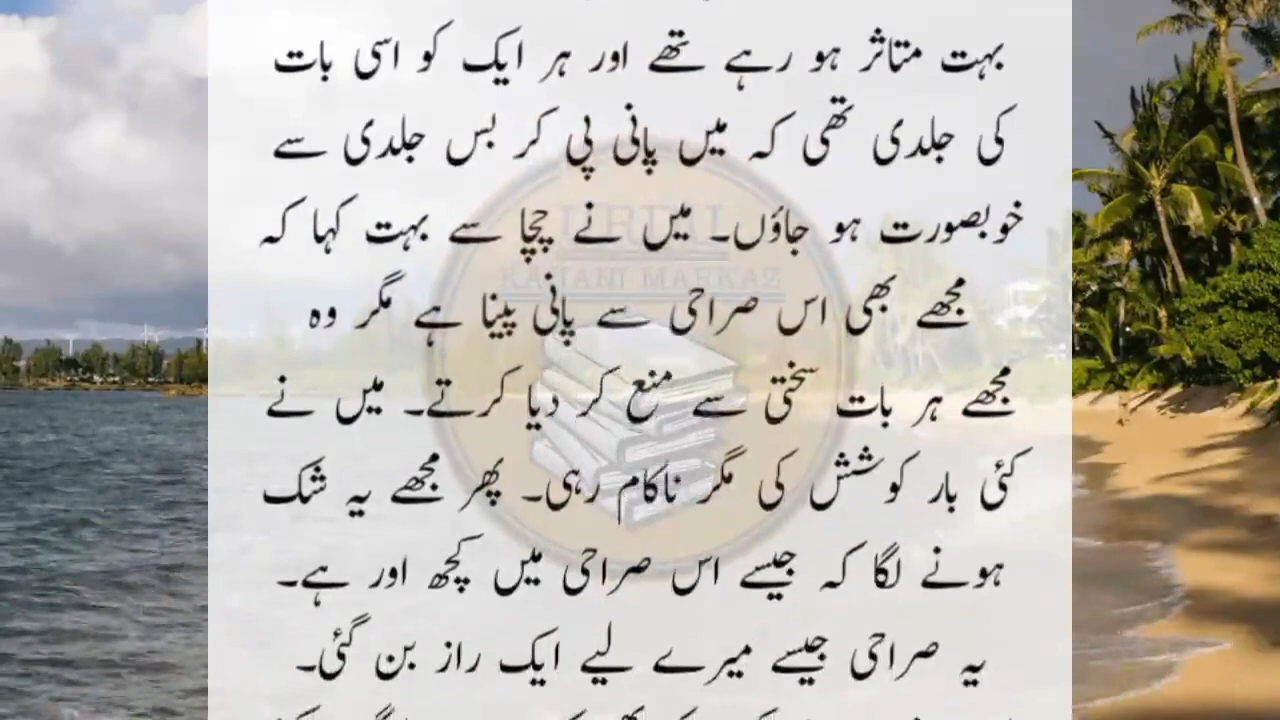 بہت متاثر ہو رہے تھے اور ہر ایک کو اسی بات
کی جلدی تھی کہ میں پانی پی کر بس جلدی سے
خوبصورت ہو جاؤں۔ میں نے چچا سے بہت کہا کہ
مجھے بھی اس صراحی سے پانی پینا ہے مگر وہ
مجھے ہر بات سختی سے منع کر دیا کرتے۔ میں نے
کئی بار کوشش کی مگر ناکام رہی۔ پھر مجھے یہ شک
ہونے لگا کہ جیسے اس صراحی میں کچھ اور ہے۔
یہ صراحی جیسے میرے لیے ایک راز بن گئی۔
URDU
KAHANI MARKAZ